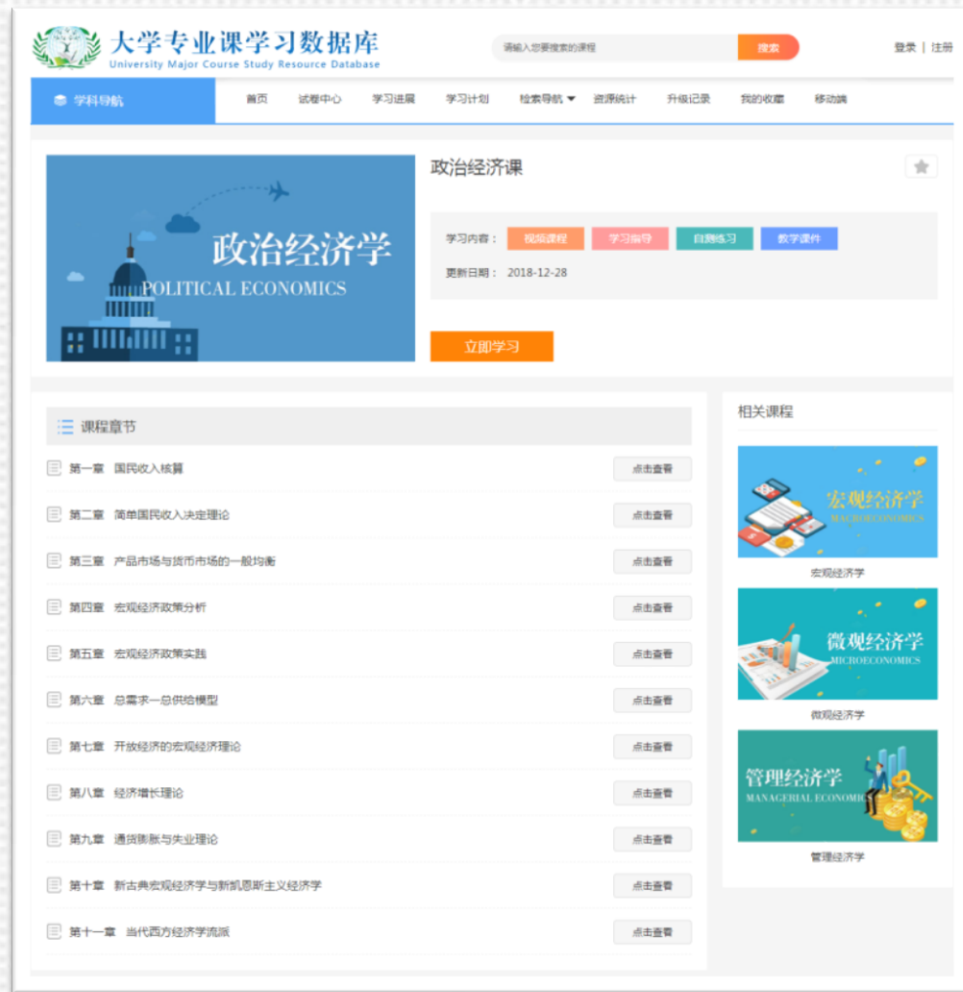 大学专业课学习数据库
University Major Course Study Resource Database
请输入您要搜索的课程
搜索
登录 | 注册
学科导航
首页 试卷中心 学习进展 学习计划 检索导航 资源统计 升级记录 我的收藏 移动端
政治经济学
POLITICAL ECONOMICS
政治经济课
学习内容： 视频课程 学习指导 自测练习 教学课件
更新日期： 2018-12-28
立即学习
课程章节
第一章 国民收入核算 点击查看
第二章 简单国民收入决定理论 点击查看
第三章 产品市场与货币市场的一般均衡 点击查看
第四章 宏观经济政策分析 点击查看
第五章 宏观经济政策实践 点击查看
第六章 总需求一总供给模型 点击查看
第七章 开放经济的宏观经济理论 点击查看
第八章 经济增长理论 点击查看
第九章 通货膨胀与失业理论 点击查看
第十章 新古典宏观经济学与新凯恩斯主义经济学 点击查看
第十一章 当代西方经济学流派 点击查看
相关课程
宏观经济学
MACROECONOMICS
宏观经济学
微观经济学
MICROECONOMICS
微观经济学
管理经济学
MANAGERIAL ECONOMICS
管理经济学